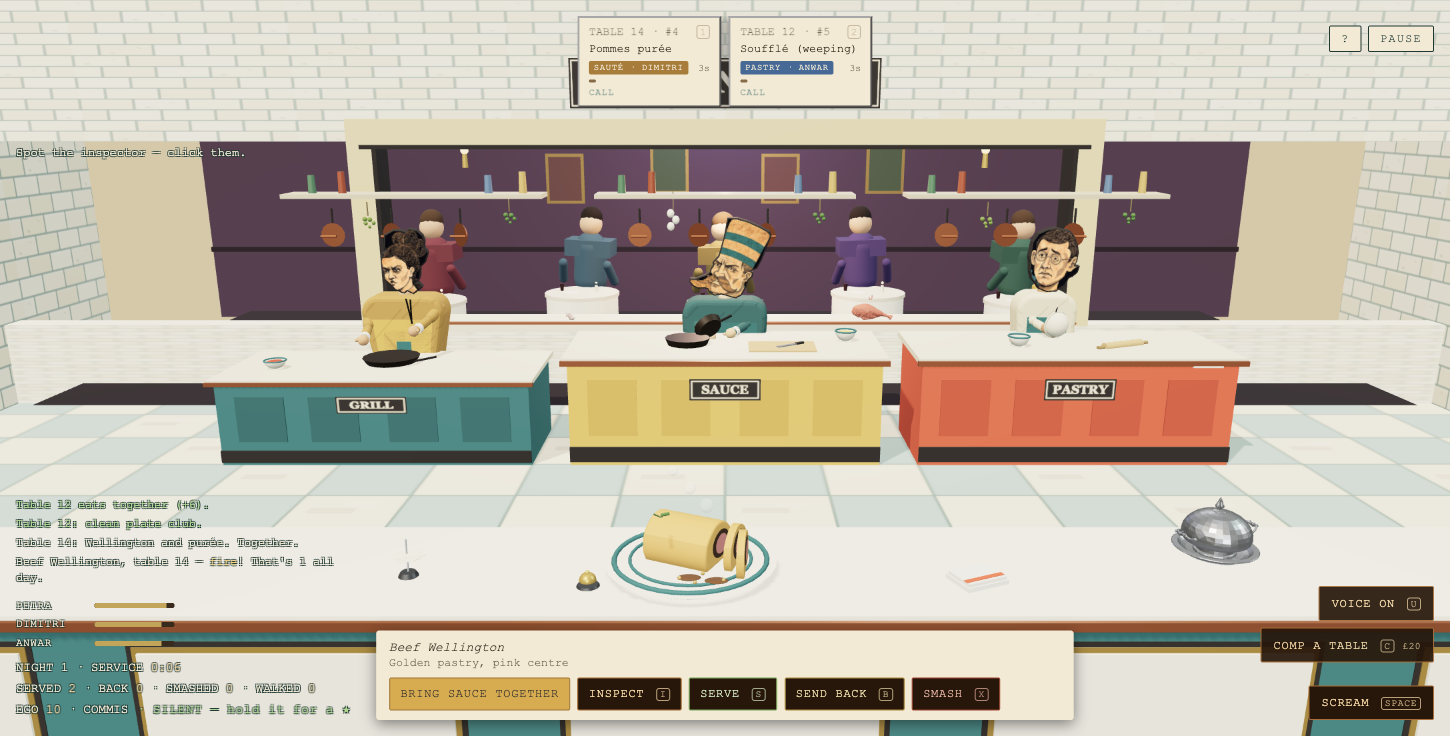 TABLE 14 · #4 1
Pommes purée
SAUTÉ · DIMITRI 3s
CALL
TABLE 12 · #5 2
Soufflé (weeping)
PASTRY · ANWAR 3s
CALL
? PAUSE
Spot the inspector — click them.
GRILL
SAUCE
PASTRY
Table 12 eats together (+6).
Table 12: clean plate club.
Table 14: Wellington and purée. Together.
Beef Wellington, table 14 — fire! That's 1 all
day.
PETRA
DIMITRI
ANWAR
NIGHT 1 · SERVICE 0:06
SERVED 2 · BACK 0 · SMASHED 0 · WALKED 0
EGO 10 · COMMIS · SILENT — hold it for a ★
Beef Wellington
Golden pastry, pink centre
BRING SAUCE TOGETHER INSPECT I SERVE S SEND BACK B SMASH X
VOICE ON U
COMP A TABLE C £20
SCREAM SPACE